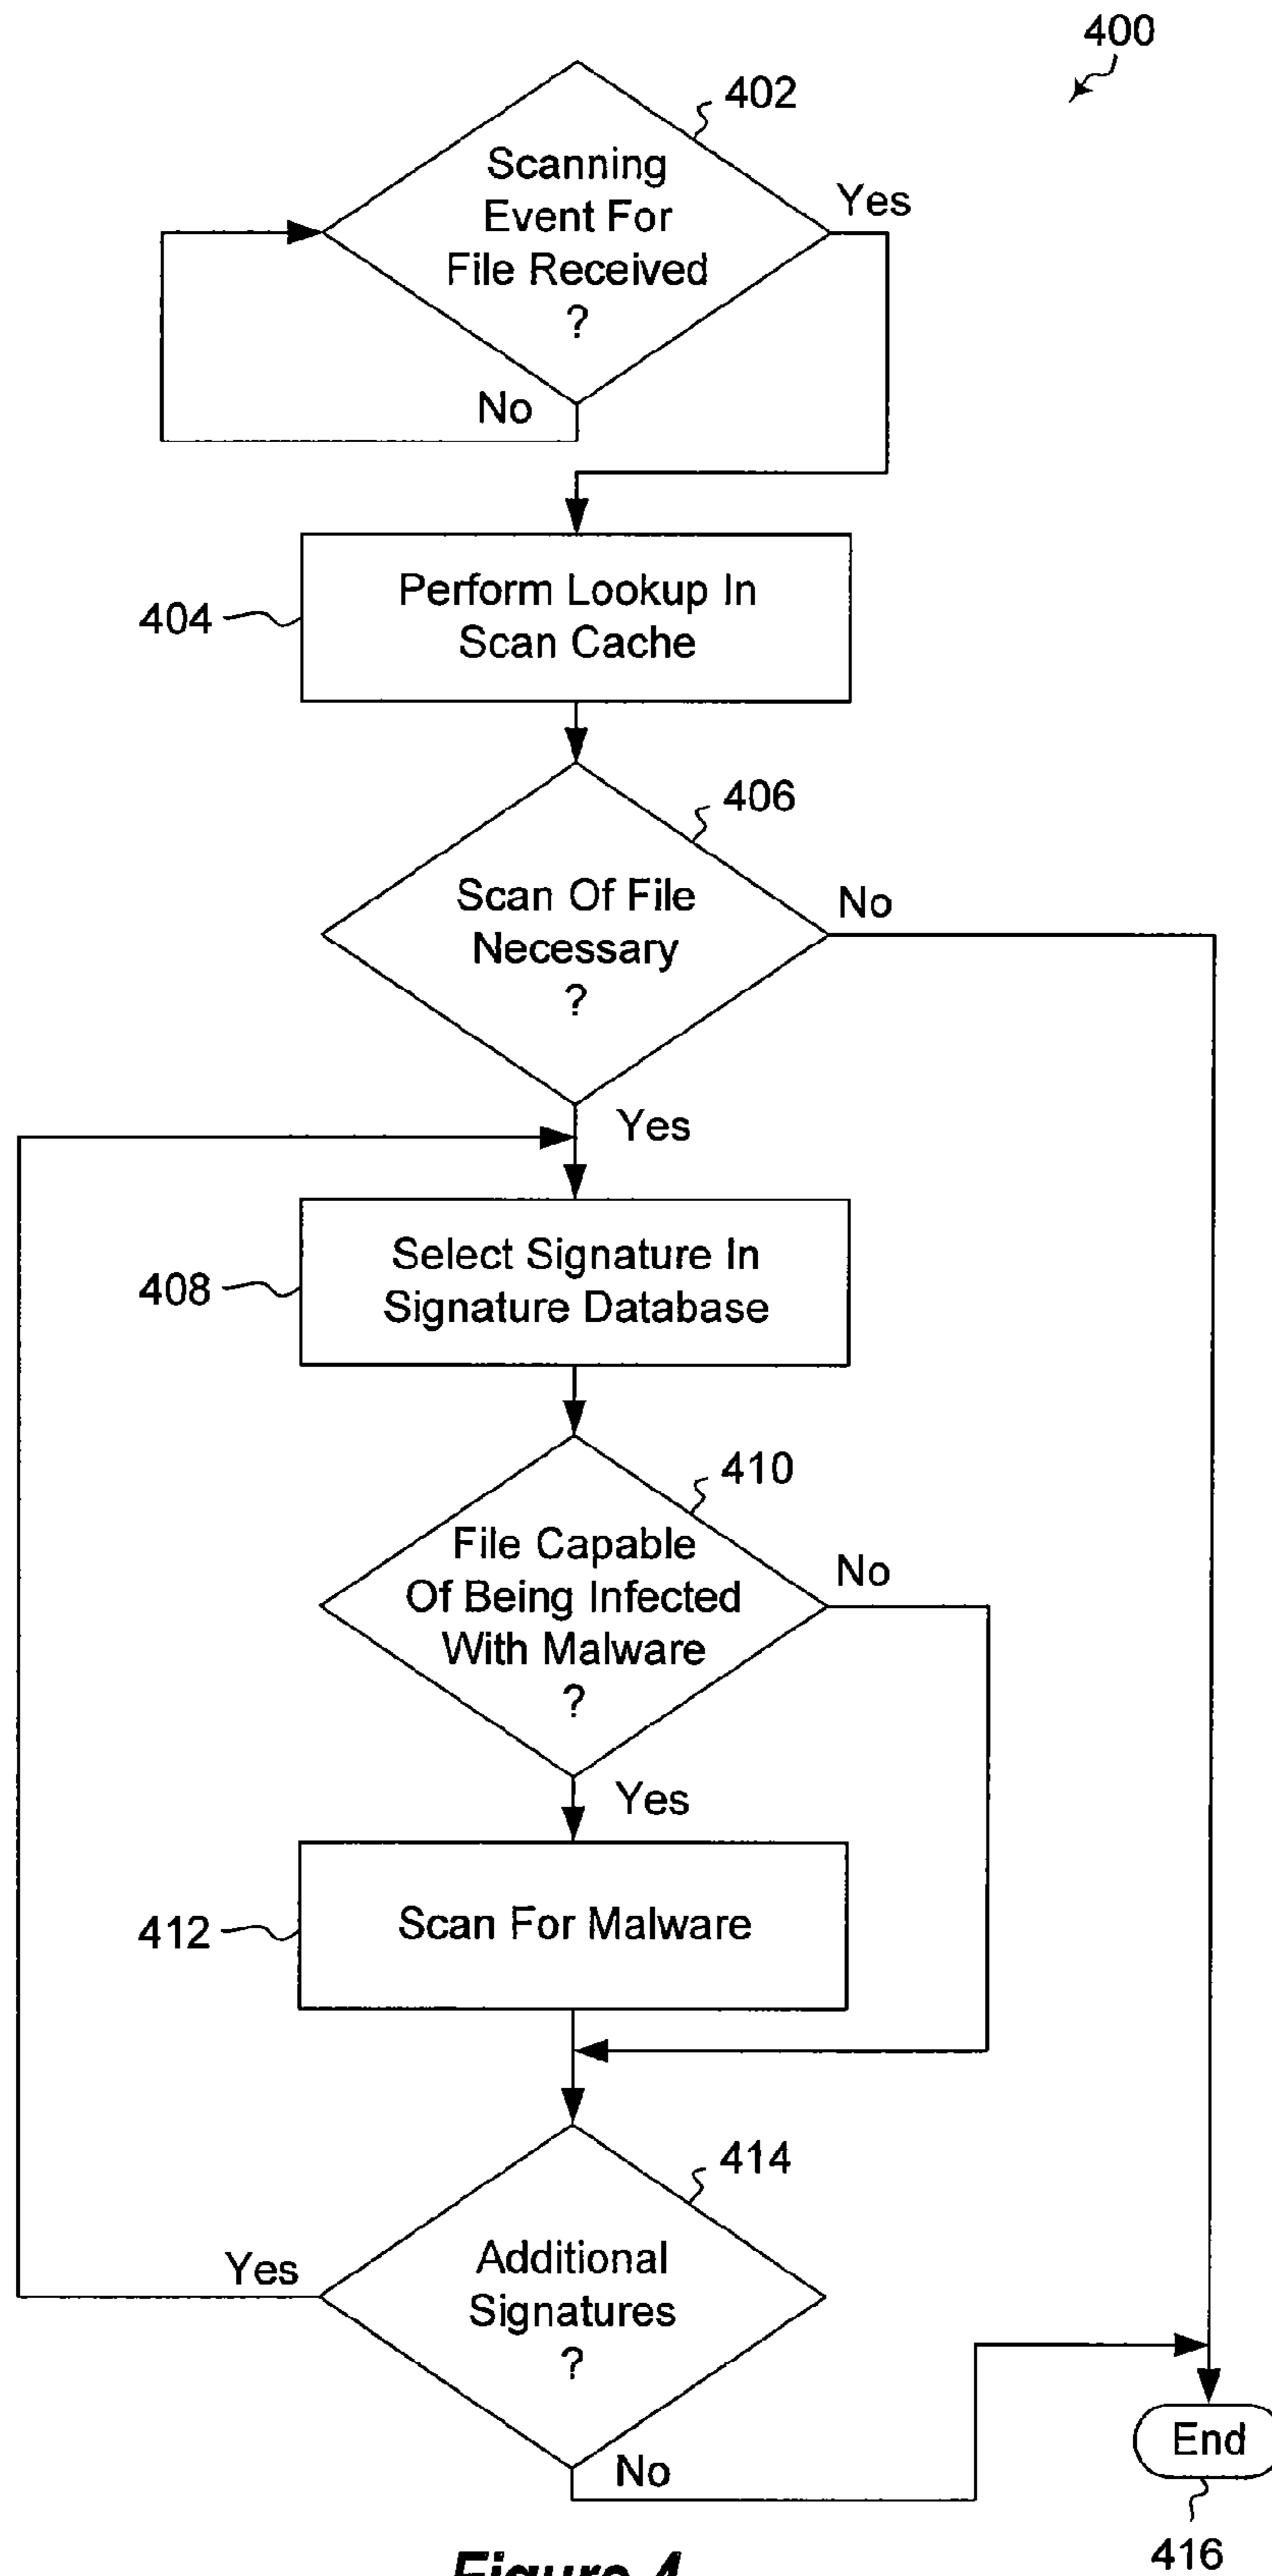 400
402
Scanning
Event For
File Received
?
Yes
No
404
Perform Lookup In
Scan Cache
406
Scan Of File
Necessary
?
No
Yes
408
Select Signature In
Signature Database
410
File Capable
Of Being Infected
With Malware
?
No
Yes
412
Scan For Malware
414
Additional
Signatures
?
Yes
No
End
416
Figure 4